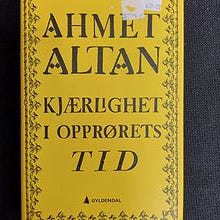 AHMET
ALTAN
KJÆRLIGHET
I OPPRØRETS
TID
GYLDENDAL